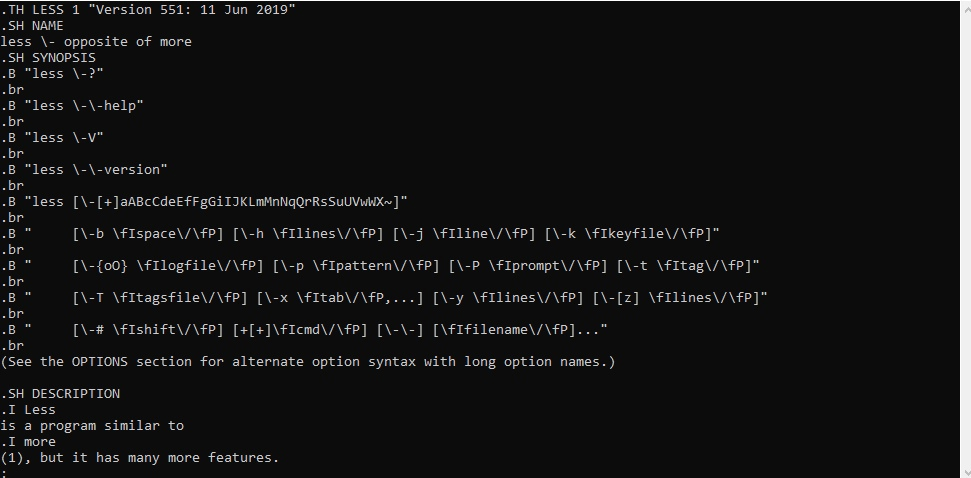 .TH LESS 1 "Version 551: 11 Jun 2019"
.SH NAME
less \- opposite of more
.SH SYNOPSIS
.B "less \-?"
.br
.B "less \-\-help"
.br
.B "less \-V"
.br
.B "less \-\-version"
.br
.B "less [\-[+]aABcCdeEfFgGiIJKLmMnNqQrRsSuUVwWX~]"
.br
.B "     [\-b \fIspace\/\fP] [\-h \fIlines\/\fP] [\-j \fIline\/\fP] [\-k \fIkeyfile\/\fP]"
.br
.B "     [\-{oO} \fIlogfile\/\fP] [\-p \fIpattern\/\fP] [\-P \fIprompt\/\fP] [\-t \fItag\/\fP]"
.br
.B "     [\-T \fItagsfile\/\fP] [\-x \fItab\/\fP,...] [\-y \fIlines\/\fP] [\-[z] \fIlines\/\fP]"
.br
.B "     [\-# \fIshift\/\fP] [+[+]\fIcmd\/\fP] [\-\-] [\fIfilename\/\fP]..."
.br
(See the OPTIONS section for alternate option syntax with long option names.)

.SH DESCRIPTION
.I Less
is a program similar to
.I more
(1), but it has many more features.
: